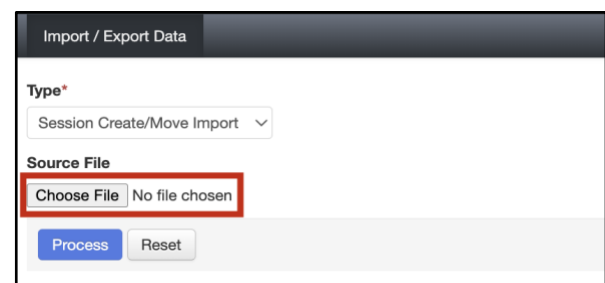 Import / Export Data
Type*
Session Create/Move Import
Source File
Choose File No file chosen
Process Reset